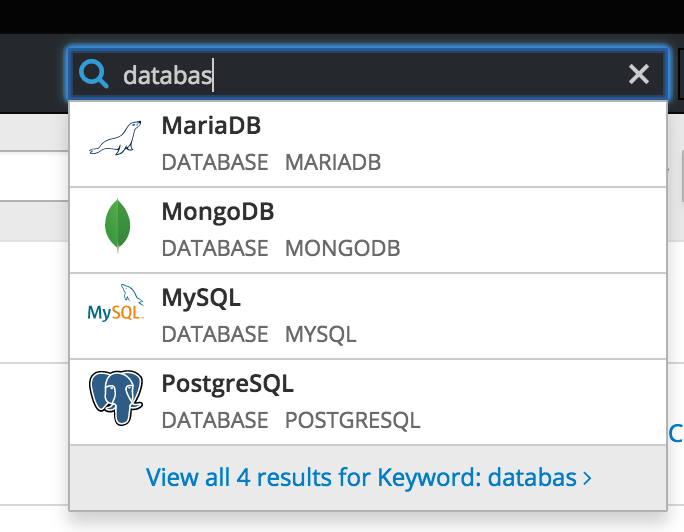 databas
MariaDB
DATABASE MARIADB
MongoDB
DATABASE MONGODB
MySQL
MySQL
DATABASE MYSQL
PostgreSQL
DATABASE POSTGRESQL
C
View all 4 results for Keyword: databas ›